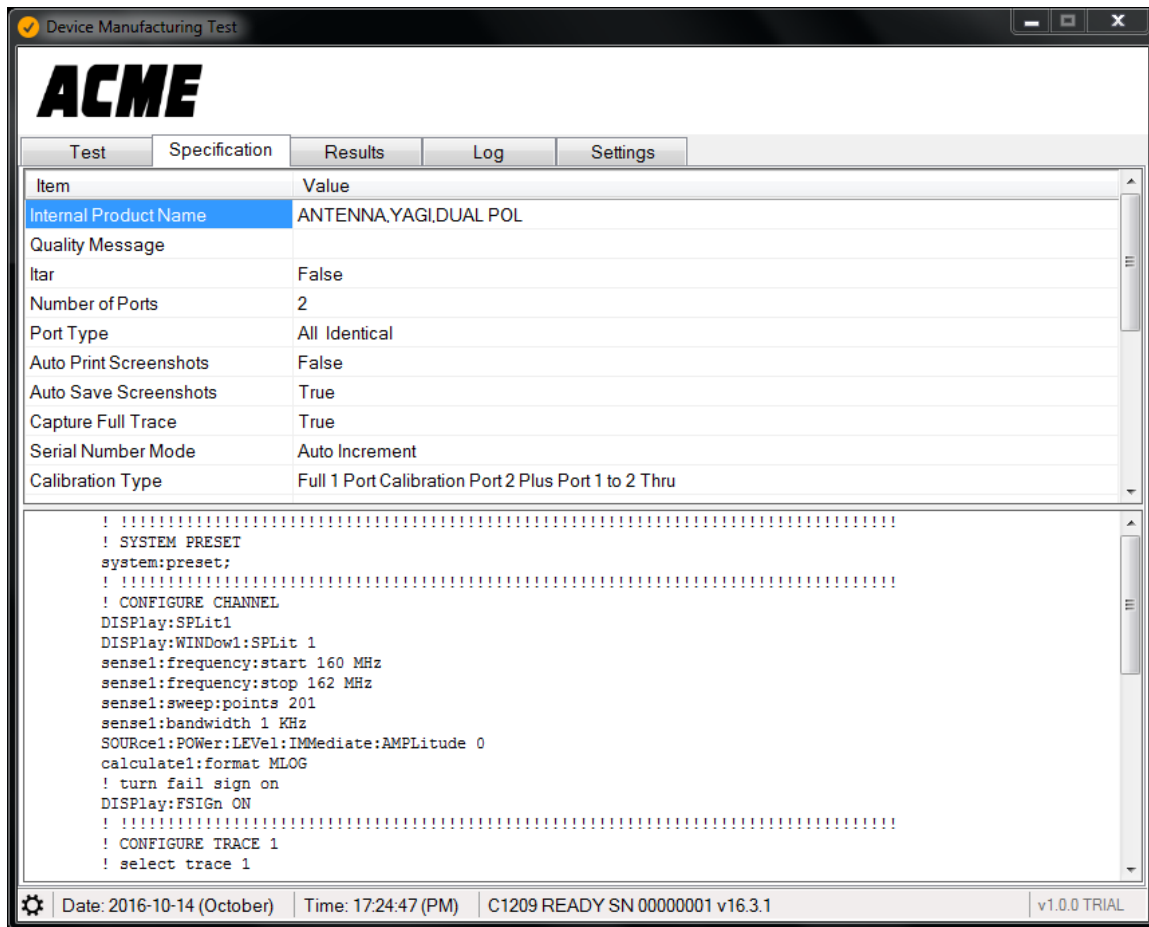 Device Manufacturing Test
ACME
Test Specification Results Log Settings
Item Value
Internal Product Name ANTENNA,YAGI,DUAL POL
Quality Message
Itar False
Number of Ports 2
Port Type All Identical
Auto Print Screenshots False
Auto Save Screenshots True
Capture Full Trace True
Serial Number Mode Auto Increment
Calibration Type Full 1 Port Calibration Port 2 Plus Port 1 to 2 Thru
! !!!!!!!!!!!!!!!!!!!!!!!!!!!!!!!!!!!!!!!!!!!!!!!!!!!!!!!!!!!!!!!!!!!!!!!!!!!!!!!!!!
! SYSTEM PRESET
system:preset;
! !!!!!!!!!!!!!!!!!!!!!!!!!!!!!!!!!!!!!!!!!!!!!!!!!!!!!!!!!!!!!!!!!!!!!!!!!!!!!!!!!!
! CONFIGURE CHANNEL
DISPlay:SPLit1
DISPlay:WINDow1:SPLit 1
sense1:frequency:start 160 MHz
sense1:frequency:stop 162 MHz
sense1:sweep:points 201
sense1:bandwidth 1 KHz
SOURce1:POWer:LEVel:IMMediate:AMPLitude 0
calculate1:format MLOG
! turn fail sign on
DISPlay:FSIGn ON
! !!!!!!!!!!!!!!!!!!!!!!!!!!!!!!!!!!!!!!!!!!!!!!!!!!!!!!!!!!!!!!!!!!!!!!!!!!!!!!!!!!
! CONFIGURE TRACE 1
! select trace 1
Date: 2016-10-14 (October) Time: 17:24:47 (PM) C1209 READY SN 00000001 v16.3.1 v1.0.0 TRIAL